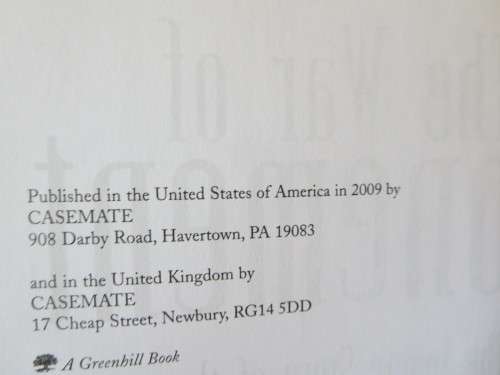 Published in the United States of America in 2009 by
CASEMATE
908 Darby Road, Havertown, PA 19083
and in the United Kingdom by
CASEMATE
17 Cheap Street, Newbury, RG14 5DD
A Greenhill Book